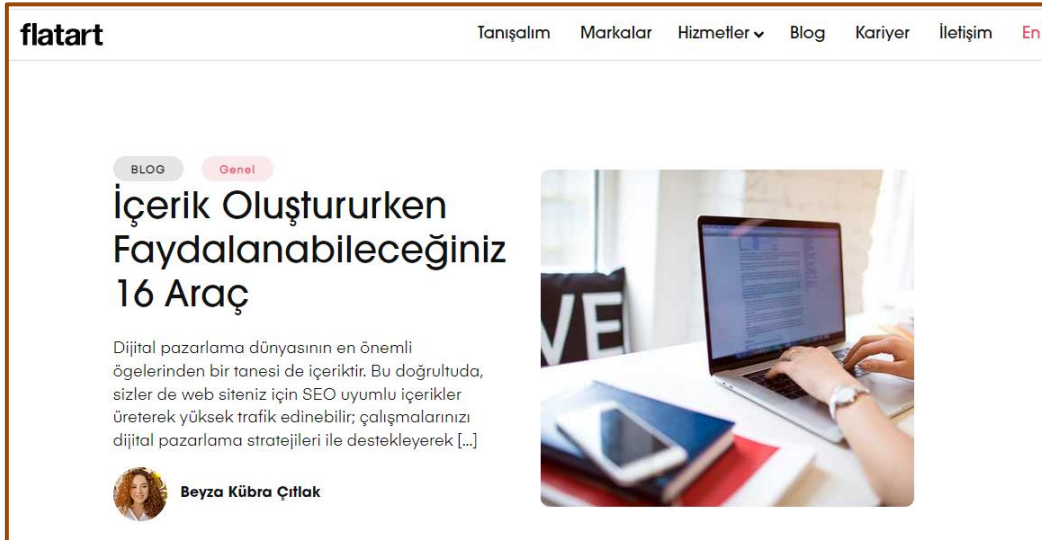 flatart
Tanışalım Markalar Hizmetler Blog Kariyer İletişim En
BLOG Genel
İçerik Oluştururken
Faydalanabileceğiniz
16 Araç
Dijital pazarlama dünyasının en önemli
ögelerinden bir tanesi de içeriktir. Bu doğrultuda,
sizler de web siteniz için SEO uyumlu içerikler
üreterek yüksek trafik edinebilir; çalışmalarınızı
dijital pazarlama stratejileri ile destekleyerek [...]
Beyza Kübra Çıtlak
VE